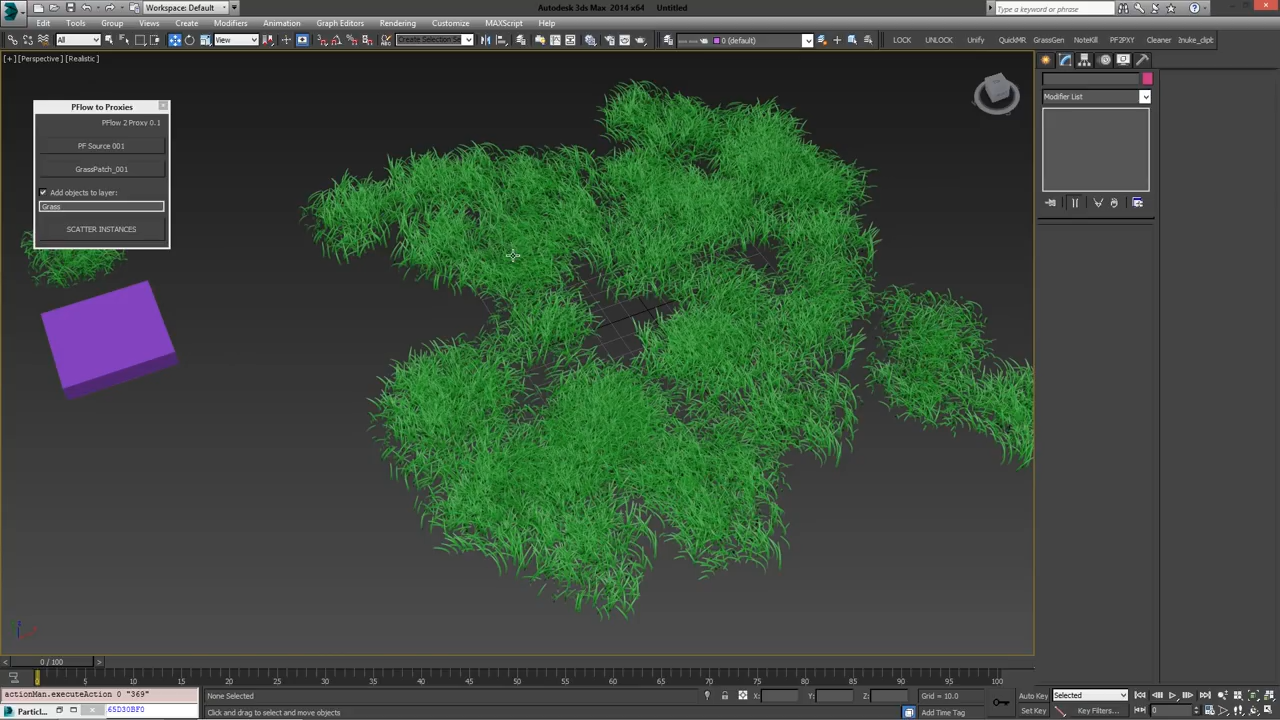 Workspace: Default
Autodesk 3ds Max 2014 x64 Untitled
Type a keyword or phrase
Edit Tools Group Views Create Modifiers Animation Graph Editors Rendering Customize MAXScript Help
All View Create Selection Se 0 (default) LOCK UNLOCK Unify QuickMR GrassGen NoteKill PF2PXY Cleaner
[+] [Perspective] [Realistic]
Modifier List
PFlow to Proxies
PFlow 2 Proxy 0.1
PF Source 001
GrassPatch_001
Add objects to layer:
Grass
SCATTER INSTANCES
0 / 100
0 5 10 15 20 25 30 35 40 45 50 55 60 65 70 75 80 85 90 95 100
actionMan.executeAction 0 "369"
None Selected X: Y: Z: Grid = 10.0 Auto Key Selected
Particl... 65D30BF0
Click and drag to select and move objects Add Time Tag Set Key Key Filters... 0